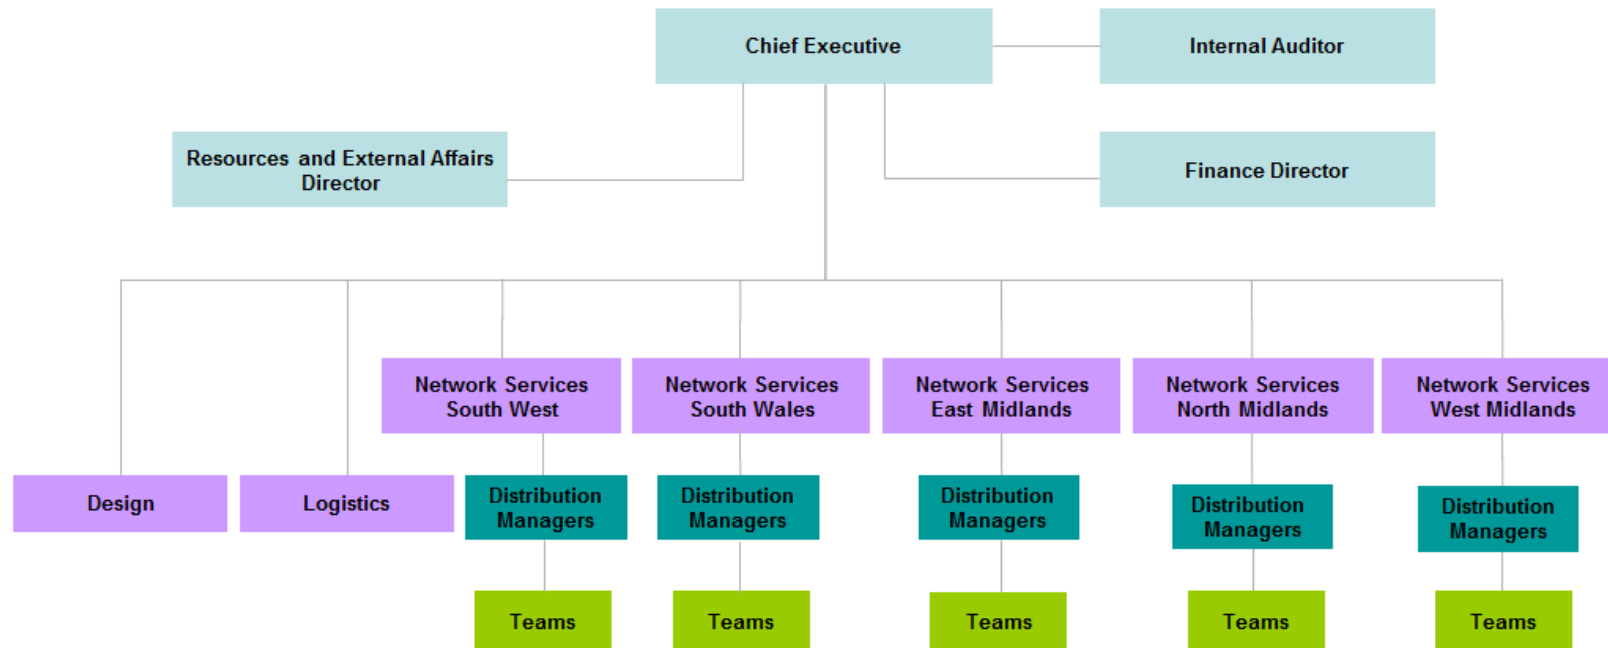 Chief Executive
Internal Auditor
Resources and External Affairs
Director
Finance Director
Network Services
South West
Network Services
South Wales
Network Services
East Midlands
Network Services
North Midlands
Network Services
West Midlands
Design
Logistics
Distribution
Managers
Distribution
Managers
Distribution
Managers
Distribution
Managers
Distribution
Managers
Teams
Teams
Teams
Teams
Teams